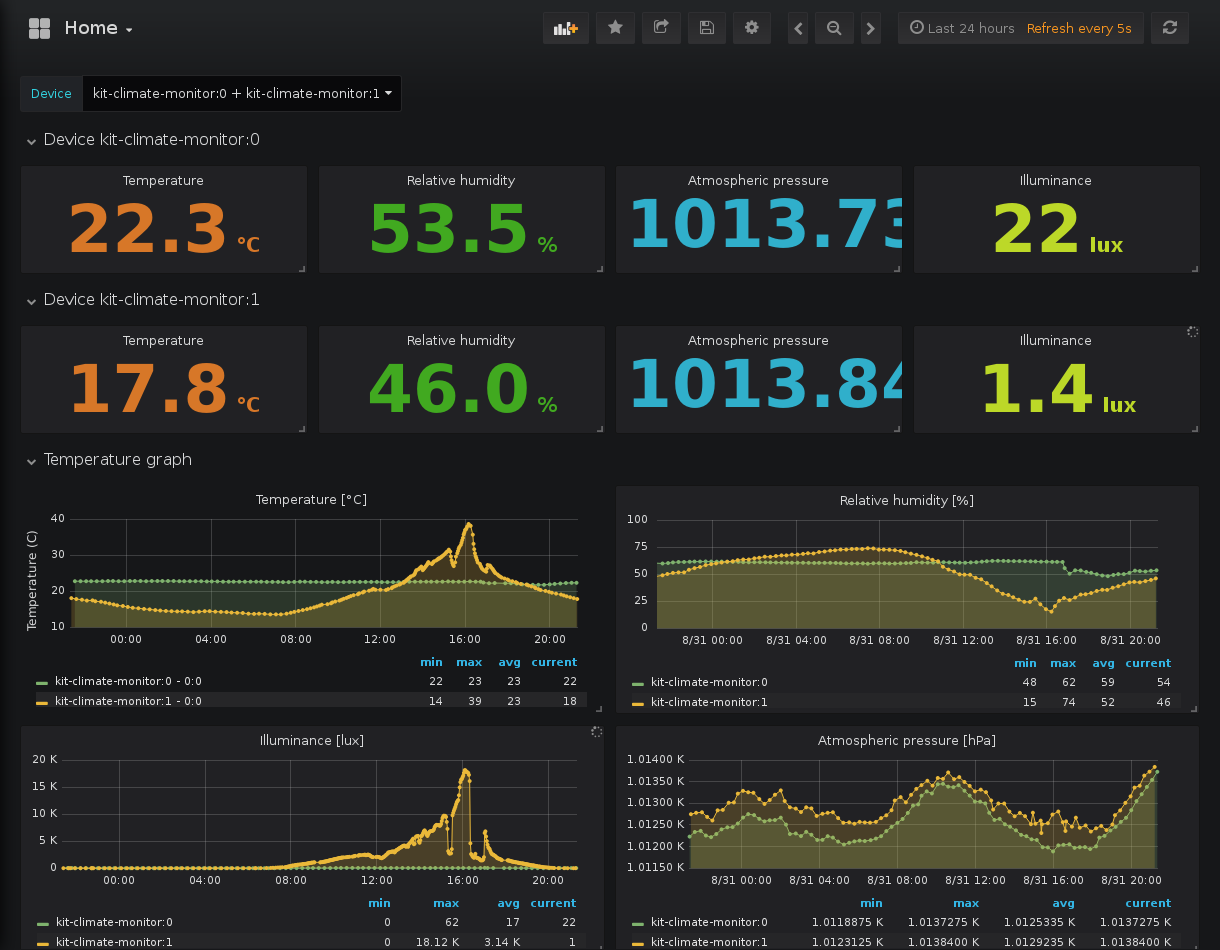 Home
Last 24 hours Refresh every 5s
Device kit-climate-monitor:0 + kit-climate-monitor:1
Device kit-climate-monitor:0
Temperature Relative humidity Atmospheric pressure Illuminance
22.3 °C 53.5 % 1013.73 22 lux
Device kit-climate-monitor:1
Temperature Relative humidity Atmospheric pressure Illuminance
17.8 °C 46.0 % 1013.84 1.4 lux
Temperature graph
Temperature [°C]
Temperature (C)
40
30
20
10
00:00 04:00 08:00 12:00 16:00 20:00
min max avg current
kit-climate-monitor:0 - 0:0 22 23 23 22
kit-climate-monitor:1 - 0:0 14 39 23 18
Relative humidity [%]
100
75
50
25
0
8/31 00:00 8/31 04:00 8/31 08:00 8/31 12:00 8/31 16:00 8/31 20:00
min max avg current
kit-climate-monitor:0 48 62 59 54
kit-climate-monitor:1 15 74 52 46
Illuminance [lux]
20 K
15 K
10 K
5 K
0
00:00 04:00 08:00 12:00 16:00 20:00
min max avg current
kit-climate-monitor:0 0 62 17 22
kit-climate-monitor:1 0 18.12 K 3.14 K 1
Atmospheric pressure [hPa]
1.01400 K
1.01350 K
1.01300 K
1.01250 K
1.01200 K
1.01150 K
8/31 00:00 8/31 04:00 8/31 08:00 8/31 12:00 8/31 16:00 8/31 20:00
min max avg current
kit-climate-monitor:0 1.0118875 K 1.0137275 K 1.0125335 K 1.0137275 K
kit-climate-monitor:1 1.0123125 K 1.0138400 K 1.0129235 K 1.0138400 K